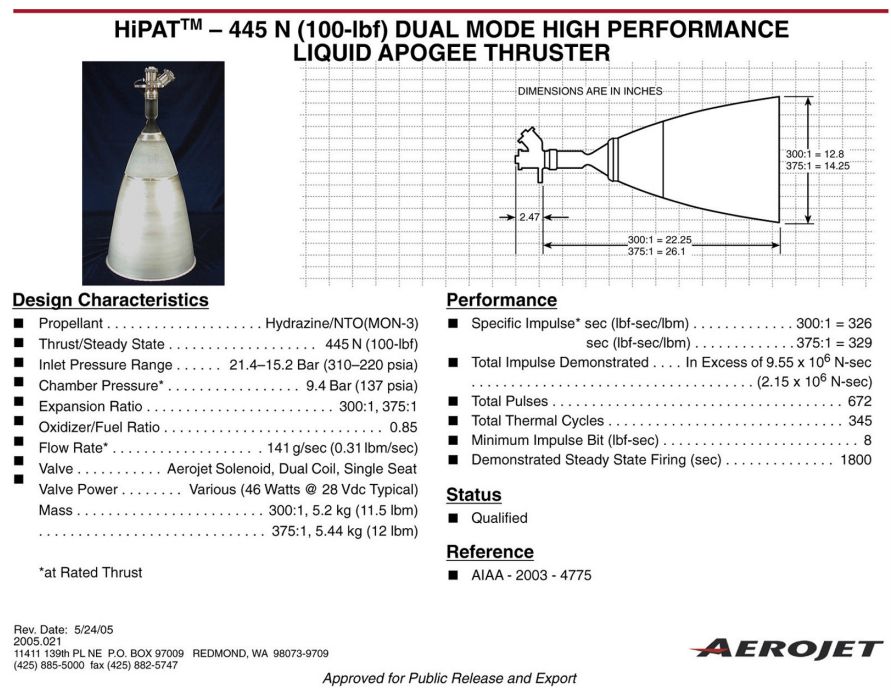 HiPAT™ – 445 N (100-lbf) DUAL MODE HIGH PERFORMANCE
LIQUID APOGEE THRUSTER
DIMENSIONS ARE IN INCHES
300:1 = 12.8
375:1 = 14.25
2.47
300:1 = 22.25
375:1 = 26.1
Design Characteristics
■ Propellant . . . . . . . . . . . . . . . . . . . . Hydrazine/NTO(MON-3)
■ Thrust/Steady State . . . . . . . . . . . . . . . . . . . 445 N (100-lbf)
■ Inlet Pressure Range . . . . . . 21.4–15.2 Bar (310–220 psia)
■ Chamber Pressure* . . . . . . . . . . . . . . . . . 9.4 Bar (137 psia)
■ Expansion Ratio . . . . . . . . . . . . . . . . . . . . . . . . 300:1, 375:1
■ Oxidizer/Fuel Ratio . . . . . . . . . . . . . . . . . . . . . . . . . . . . 0.85
■ Flow Rate* . . . . . . . . . . . . . . . . . . . 141 g/sec (0.31 lbm/sec)
■ Valve . . . . . . . . . . . Aerojet Solenoid, Dual Coil, Single Seat
■ Valve Power . . . . . . . . Various (46 Watts @ 28 Vdc Typical)
Mass . . . . . . . . . . . . . . . . . . . . . . . . 300:1, 5.2 kg (11.5 lbm)
. . . . . . . . . . . . . . . . . . . . . . . . . . . . . 375:1, 5.44 kg (12 lbm)
*at Rated Thrust
Performance
■ Specific Impulse* sec (lbf-sec/lbm) . . . . . . . . . . . . . 300:1 = 326
sec (lbf-sec/lbm) . . . . . . . . . . . . . 375:1 = 329
■ Total Impulse Demonstrated . . . . In Excess of 9.55 x 10⁶ N-sec
. . . . . . . . . . . . . . . . . . . . . . . . . . . . . . . . . . . . (2.15 x 10⁶ N-sec)
■ Total Pulses . . . . . . . . . . . . . . . . . . . . . . . . . . . . . . . . . . . . . 672
■ Total Thermal Cycles . . . . . . . . . . . . . . . . . . . . . . . . . . . . . . 345
■ Minimum Impulse Bit (lbf-sec) . . . . . . . . . . . . . . . . . . . . . . . . . 8
■ Demonstrated Steady State Firing (sec) . . . . . . . . . . . . . . 1800
Status
■ Qualified
Reference
■ AIAA - 2003 - 4775
Rev. Date: 5/24/05
2005.021
11411 139th PL NE P.O. BOX 97009 REDMOND, WA 98073-9709
(425) 885-5000 fax (425) 882-5747
AEROJET
Approved for Public Release and Export